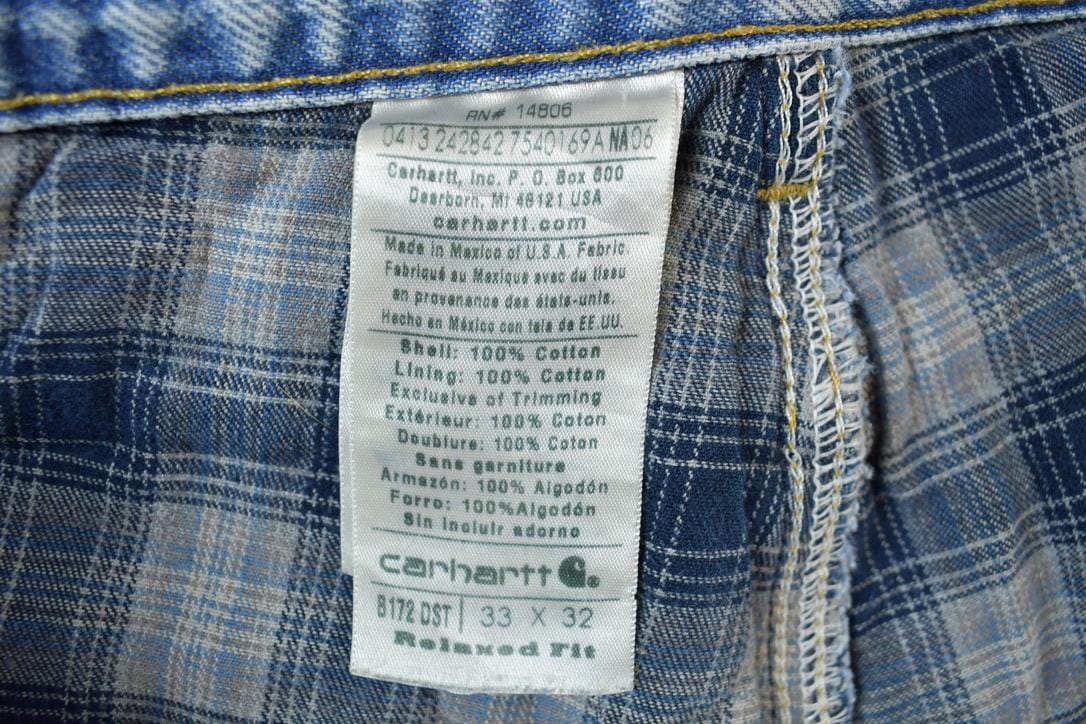 RN# 14806
0413 242842 7540169A NA06
Carhartt, Inc. P. O. Box 600
Dearborn, MI 48121 USA
carhartt.com
Made in Mexico of U.S.A. Fabric.
Fabriqué au Mexique avec du tissu
en provenance des états-unis.
Hecho en México con tela de EE.UU.
Shell: 100% Cotton
Lining: 100% Cotton
Exclusive of Trimming
Extérieur: 100% Coton
Doublure: 100% Coton
Sans garniture
Armazón: 100% Algodón
Forro: 100%Algodón
Sin incluir adorno
carhartt
B172 DST 33 X 32
Relaxed Fit